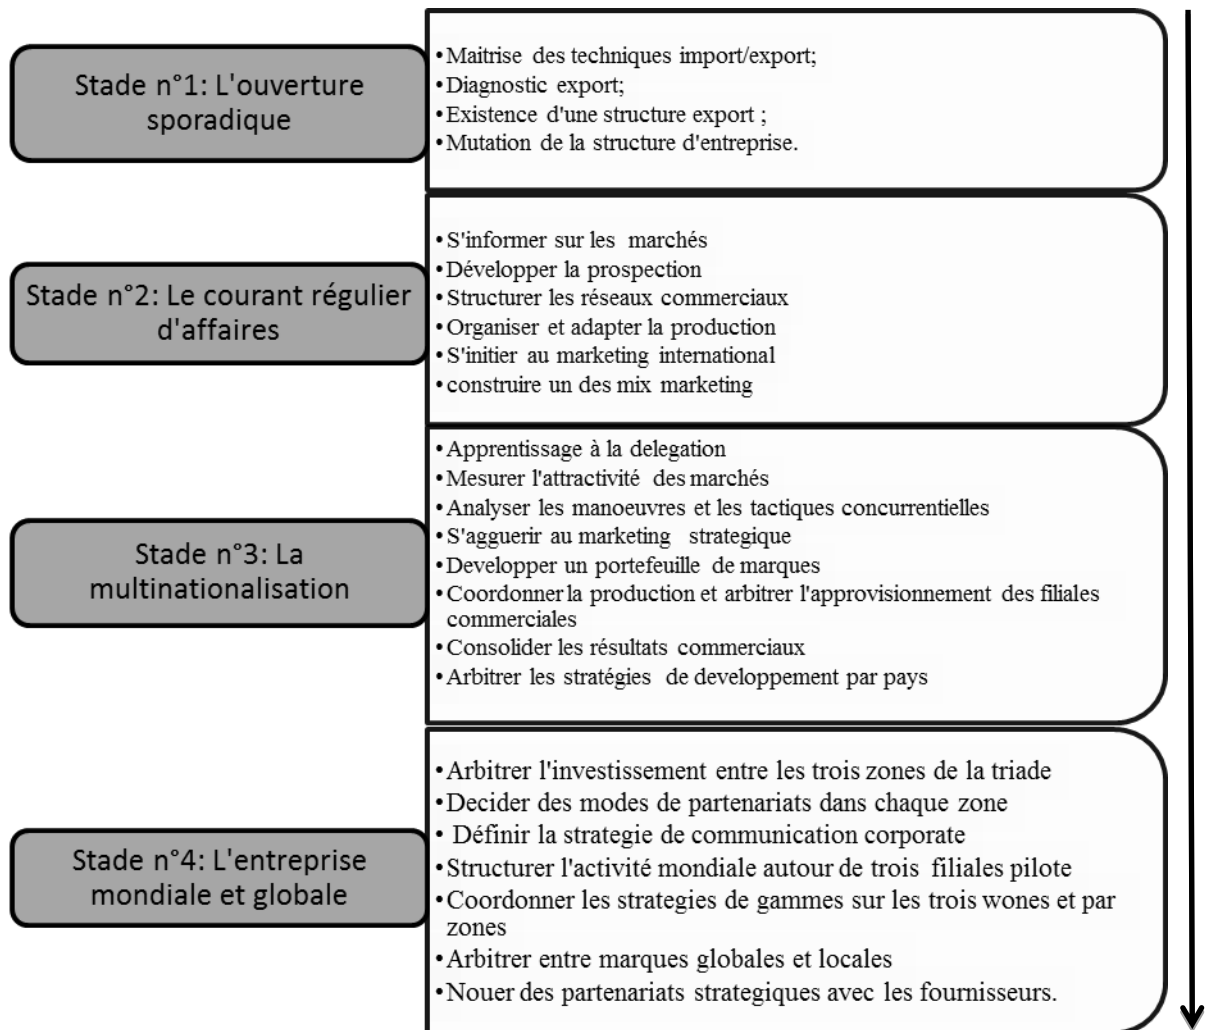 Stade n°1: L'ouverture
sporadique
•Maitrise des techniques import/export;
•Diagnostic export;
•Existence d'une structure export ;
•Mutation de la structure d'entreprise.
Stade n°2: Le courant régulier
d'affaires
•S'informer sur les marchés
•Développer la prospection
•Structurer les réseaux commerciaux
•Organiser et adapter la production
•S'initier au marketing international
•construire un des mix marketing
Stade n°3: La
multinationalisation
•Apprentissage à la delegation
•Mesurer l'attractivité des marchés
•Analyser les manoeuvres et les tactiques concurrentielles
•S'agguerir au marketing strategique
•Developper un portefeuille de marques
•Coordonner la production et arbitrer l'approvisionnement des filiales
commerciales
•Consolider les résultats commerciaux
•Arbitrer les stratégies de developpement par pays
Stade n°4: L'entreprise
mondiale et globale
•Arbitrer l'investissement entre les trois zones de la triade
•Decider des modes de partenariats dans chaque zone
• Définir la strategie de communication corporate
•Structurer l'activité mondiale autour de trois filiales pilote
•Coordonner les strategies de gammes sur les trois wones et par
zones
•Arbitrer entre marques globales et locales
•Nouer des partenariats strategiques avec les fournisseurs.